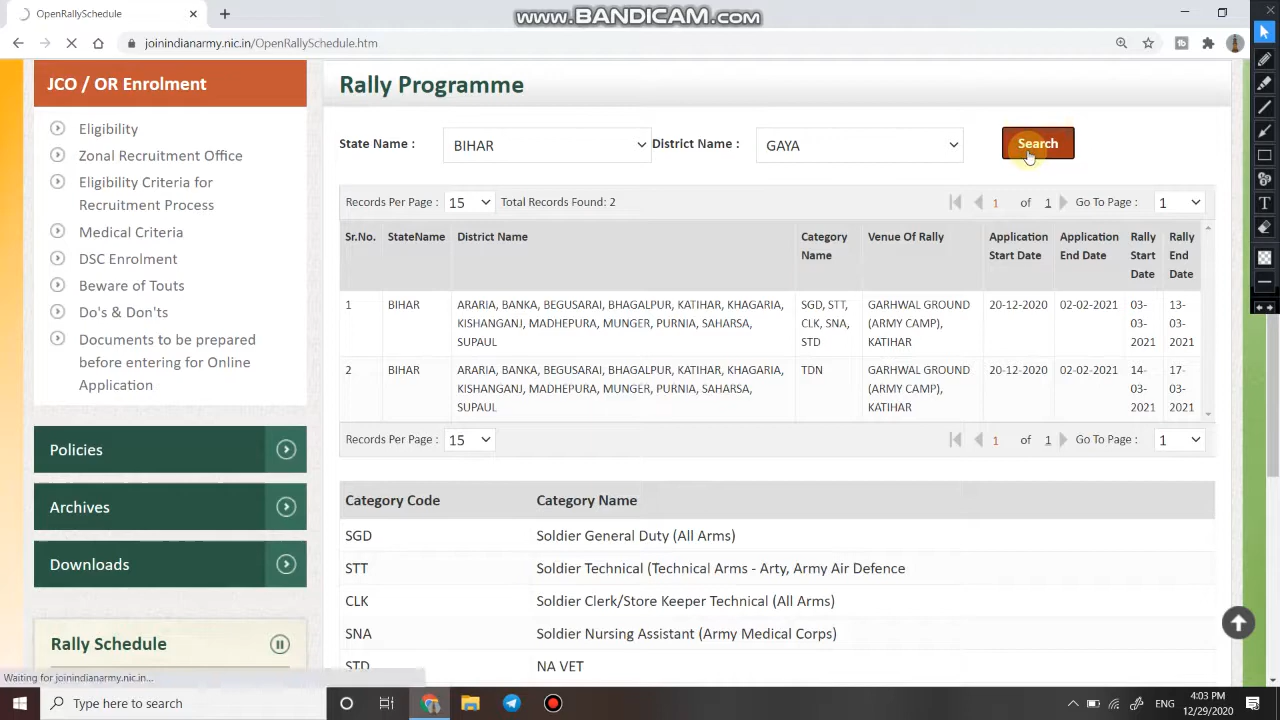 OpenRallySchedule
www.BANDICAM.com
joinindianarmy.nic.in/OpenRallySchedule.htm
JCO / OR Enrolment
Eligibility
Zonal Recruitment Office
Eligibility Criteria for
Recruitment Process
Medical Criteria
DSC Enrolment
Beware of Touts
Do's & Don'ts
Documents to be prepared
before entering for Online
Application
Policies
Archives
Downloads
Rally Schedule
Rally Programme
State Name : BIHAR District Name : GAYA Search
Records Per Page : 15 Total Records Found: 2 1 of 1 Go To Page : 1
Sr.No. StateName District Name Category Name Venue Of Rally Application Start Date Application End Date Rally Start Date Rally End Date
1 BIHAR ARARIA, BANKA, BEGUSARAI, BHAGALPUR, KATIHAR, KHAGARIA, SGD, STT, GARHWAL GROUND 20-12-2020 02-02-2021 03- 13-
KISHANGANJ, MADHEPURA, MUNGER, PURNIA, SAHARSA, CLK, SNA, (ARMY CAMP), 03- 03-
SUPAUL STD KATIHAR 2021 2021
2 BIHAR ARARIA, BANKA, BEGUSARAI, BHAGALPUR, KATIHAR, KHAGARIA, TDN GARHWAL GROUND 20-12-2020 02-02-2021 14- 17-
KISHANGANJ, MADHEPURA, MUNGER, PURNIA, SAHARSA, (ARMY CAMP), 03- 03-
SUPAUL KATIHAR 2021 2021
Records Per Page : 15 1 of 1 Go To Page : 1
Category Code Category Name
SGD Soldier General Duty (All Arms)
STT Soldier Technical (Technical Arms - Arty, Army Air Defence
CLK Soldier Clerk/Store Keeper Technical (All Arms)
SNA Soldier Nursing Assistant (Army Medical Corps)
STD NA VET
Waiting for joinindianarmy.nic.in...
Type here to search
ENG
4:03 PM
12/29/2020